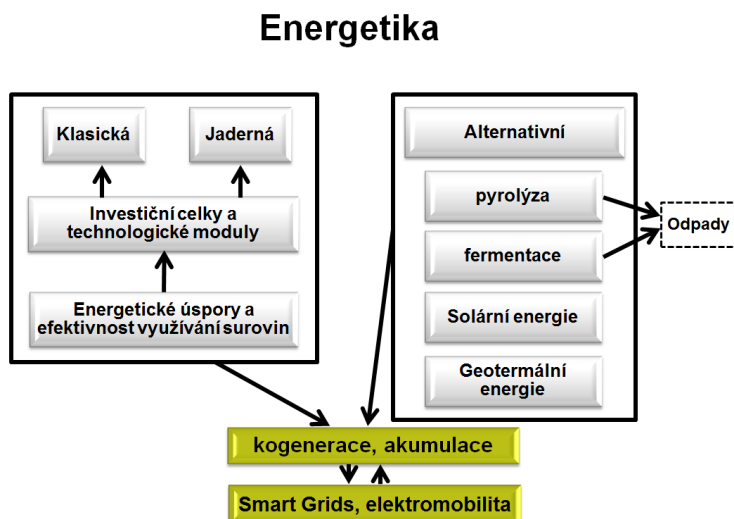 Energetika
Klasická
Jaderná
Investiční celky a
technologické moduly
Energetické úspory a
efektivnost využívání surovin
Alternativní
pyrolýza
fermentace
Solární energie
Geotermální
energie
Odpady
kogenerace, akumulace
Smart Grids, elektromobilita